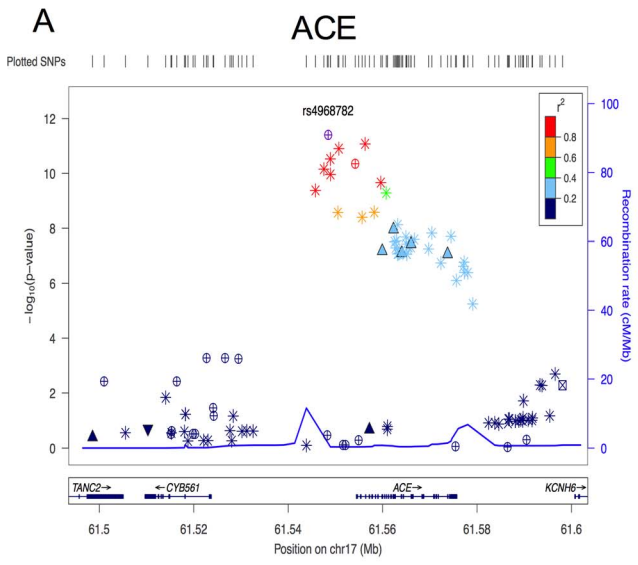 A
ACE
Plotted SNPs
rs4968782
r2
0.8
0.6
0.4
0.2
12
10
8
6
4
2
0
−log10(p−value)
100
80
60
40
20
0
Recombination rate (cM/Mb)
TANC2→
←CYB561
ACE→
KCNH6→
61.5
61.52
61.54
61.56
61.58
61.6
Position on chr17 (Mb)